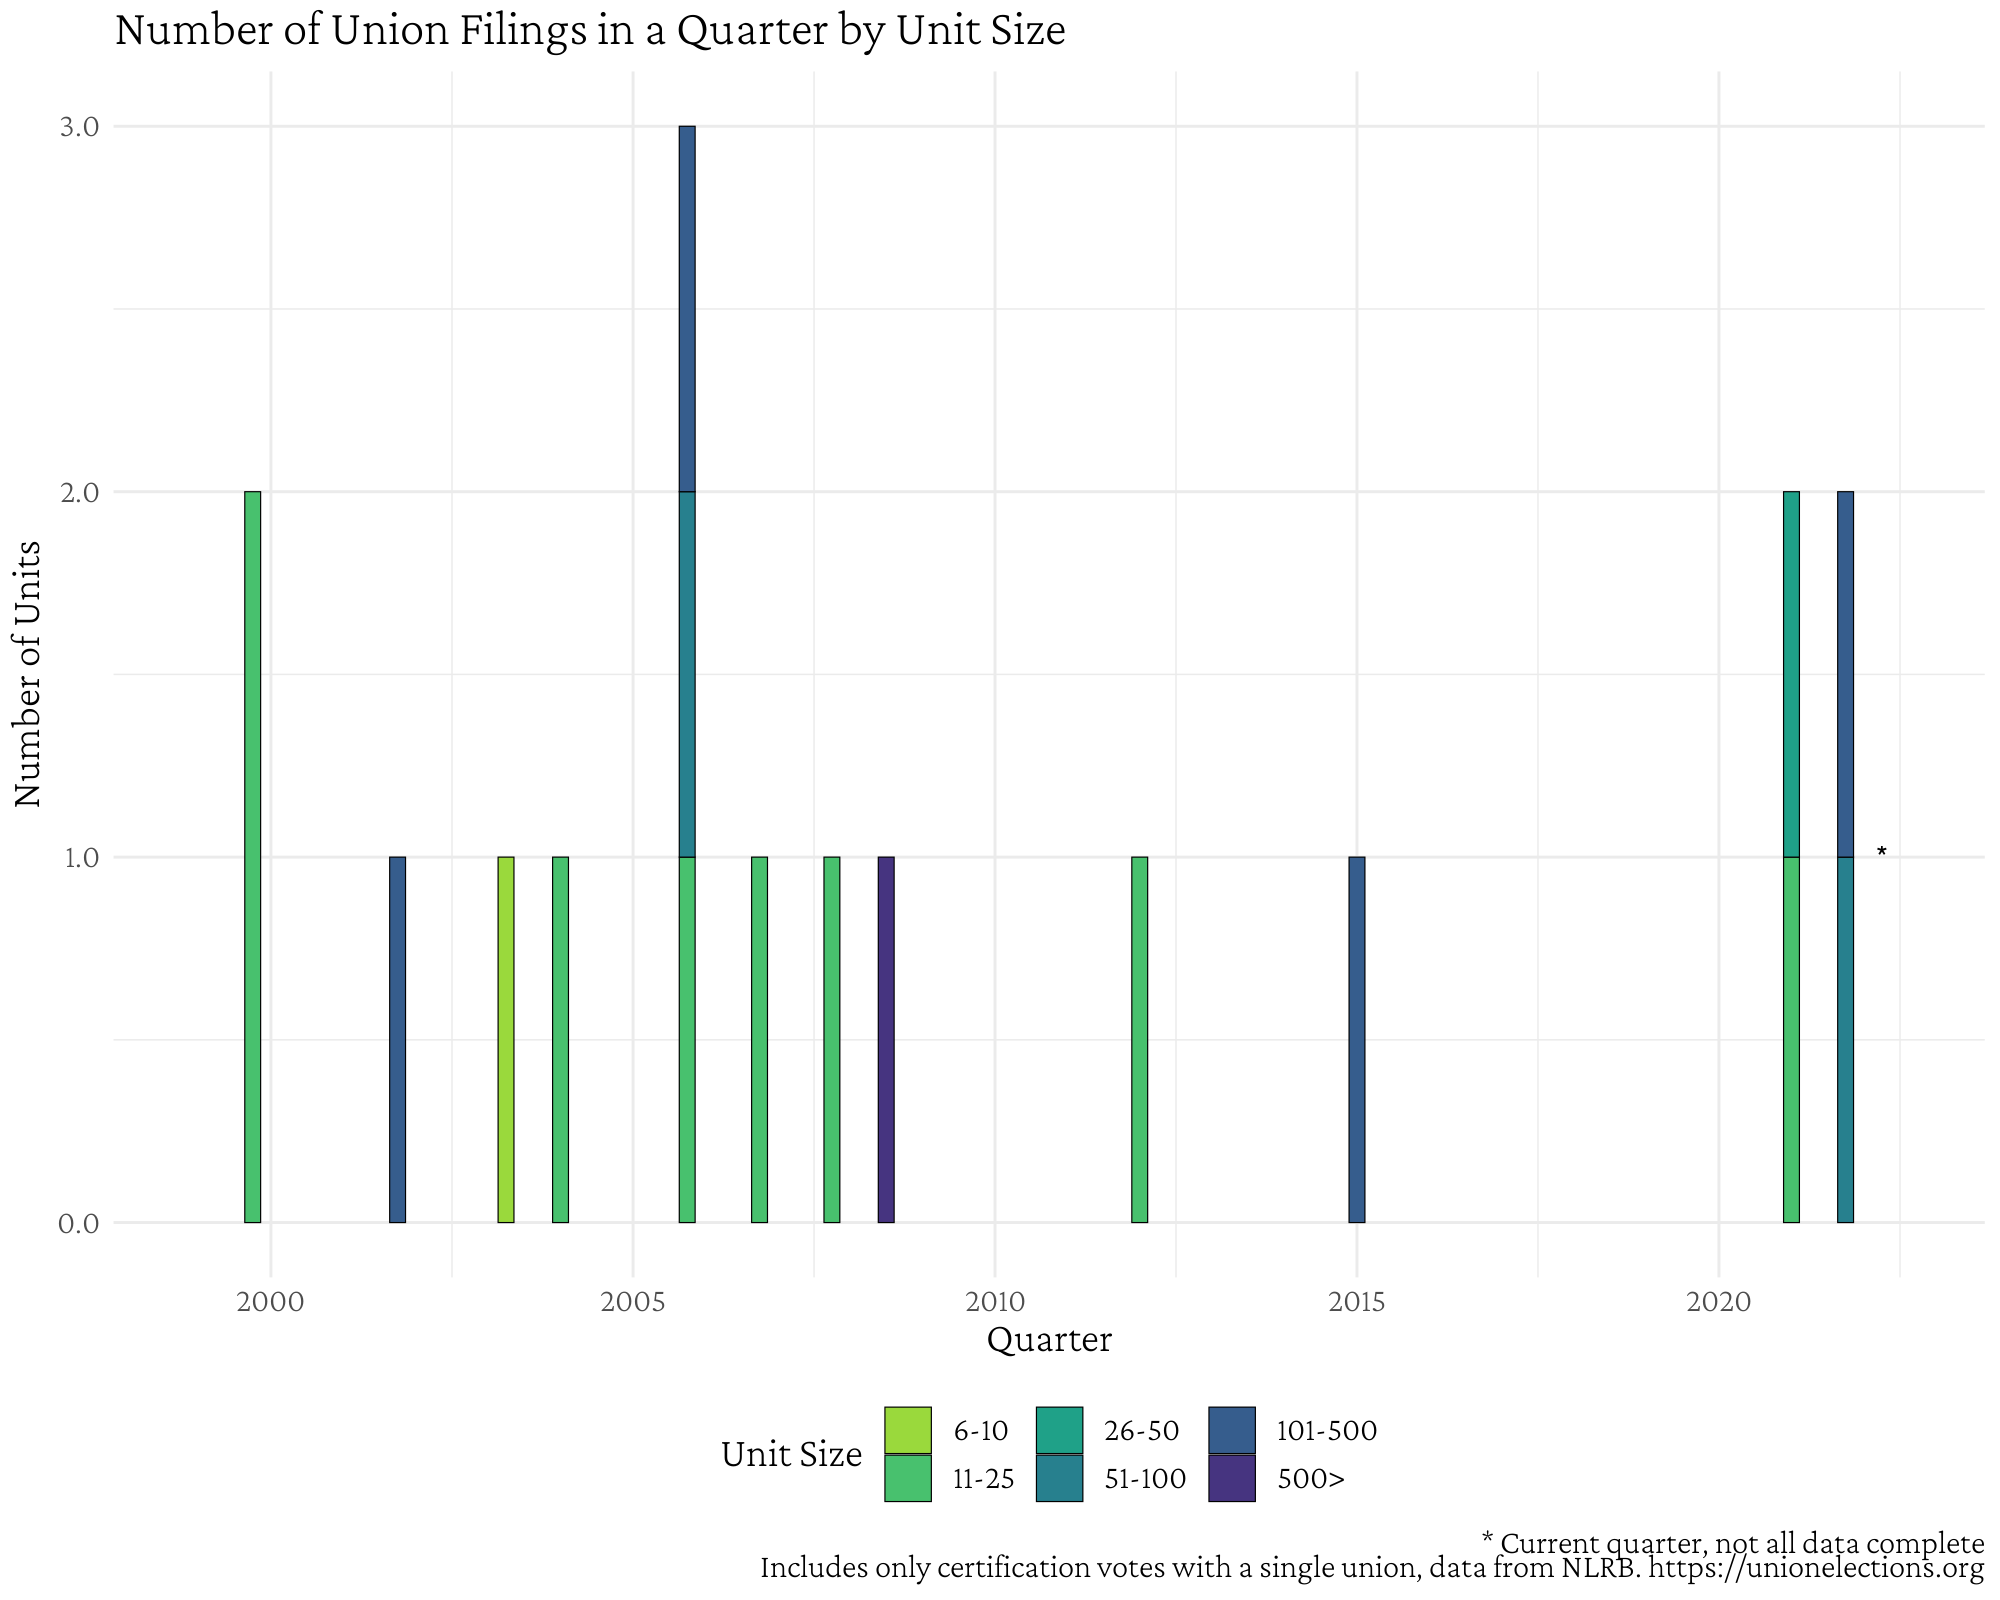 Number of Union Filings in a Quarter by Unit Size
Number of Units
3.0
2.0
1.0
0.0
*
2000 2005 2010 2015 2020
Quarter
Unit Size
6-10 26-50 101-500
11-25 51-100 500>
* Current quarter, not all data complete
Includes only certification votes with a single union, data from NLRB. https://unionelections.org